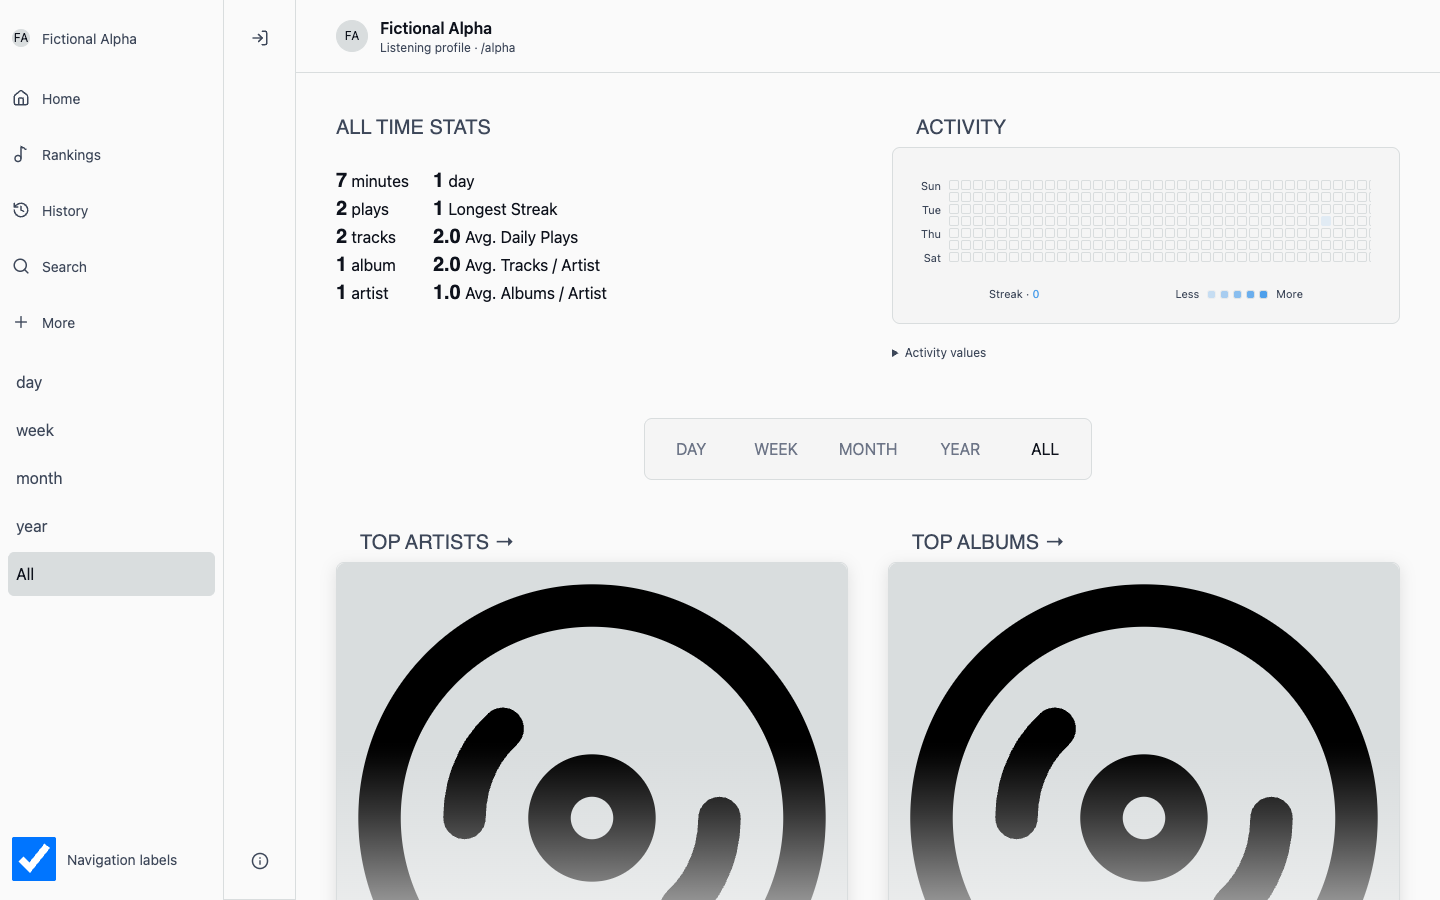 FA Fictional Alpha
Home
Rankings
History
Search
More
day
week
month
year
All
Navigation labels
FA
Fictional Alpha
Listening profile · /alpha
ALL TIME STATS
7 minutes
2 plays
2 tracks
1 album
1 artist
1 day
1 Longest Streak
2.0 Avg. Daily Plays
2.0 Avg. Tracks / Artist
1.0 Avg. Albums / Artist
ACTIVITY
Sun
Tue
Thu
Sat
Streak · 0
Less
More
Activity values
DAY WEEK MONTH YEAR ALL
TOP ARTISTS →
TOP ALBUMS →